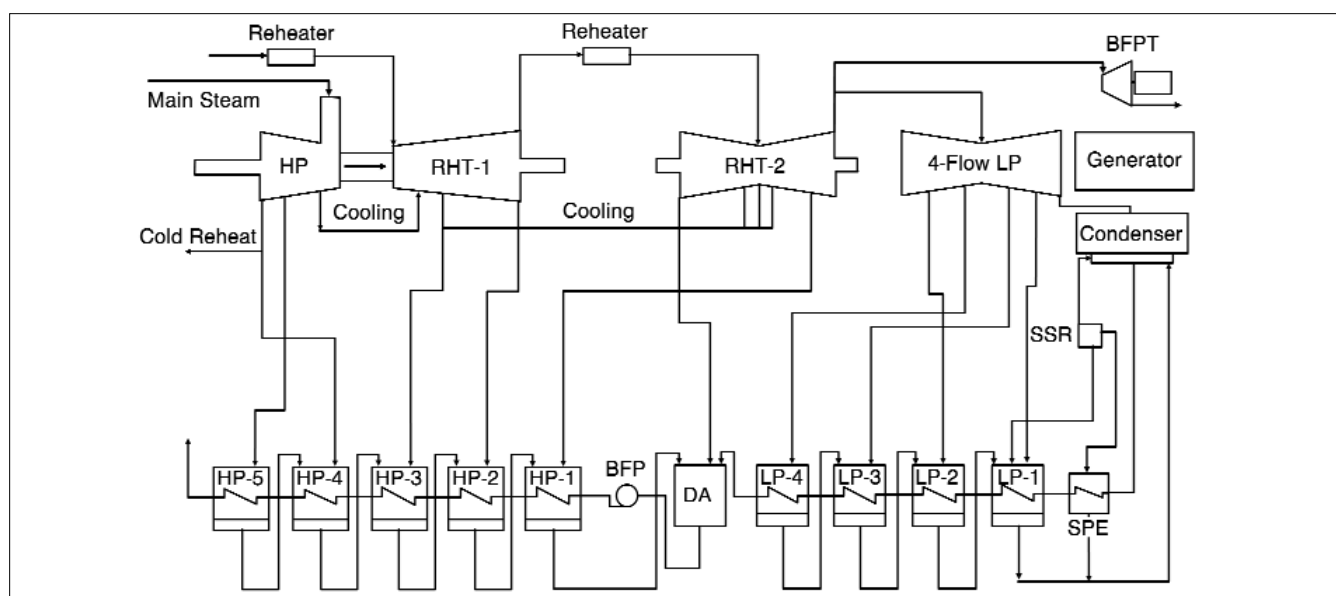 Reheater
Reheater
BFPT
Main Steam
HP
RHT-1
RHT-2
4-Flow LP
Generator
Cooling
Cooling
Cold Reheat
Condenser
SSR
HP-5
HP-4
HP-3
HP-2
HP-1
BFP
DA
LP-4
LP-3
LP-2
LP-1
SPE